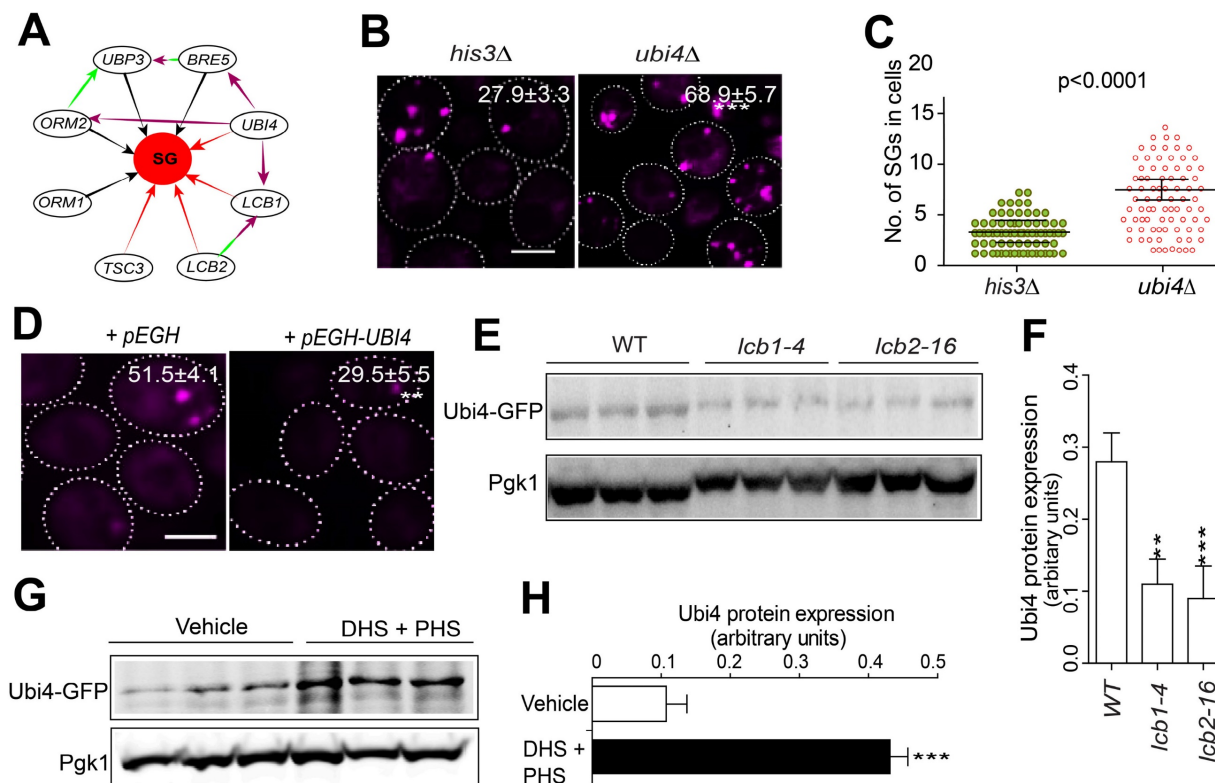 A
UBP3
BRE5
ORM2
UBI4
SG
ORM1
LCB1
TSC3
LCB2
B
his3Δ
ubi4Δ
27.9±3.3
68.9±5.7
***
C
No. of SGs in cells
20
15
10
5
0
p<0.0001
his3Δ
ubi4Δ
D
+ pEGH
+ pEGH-UBI4
51.5±4.1
29.5±5.5
**
E
WT
lcb1-4
lcb2-16
Ubi4-GFP
Pgk1
F
Ubi4 protein expression
(arbitrary units)
0.4
0.3
0.2
0.1
0.0
**
***
WT
lcb1-4
lcb2-16
G
Vehicle
DHS + PHS
Ubi4-GFP
Pgk1
H
Ubi4 protein expression
(arbitrary units)
0 0.1 0.2 0.3 0.4 0.5
Vehicle
DHS +
PHS
***